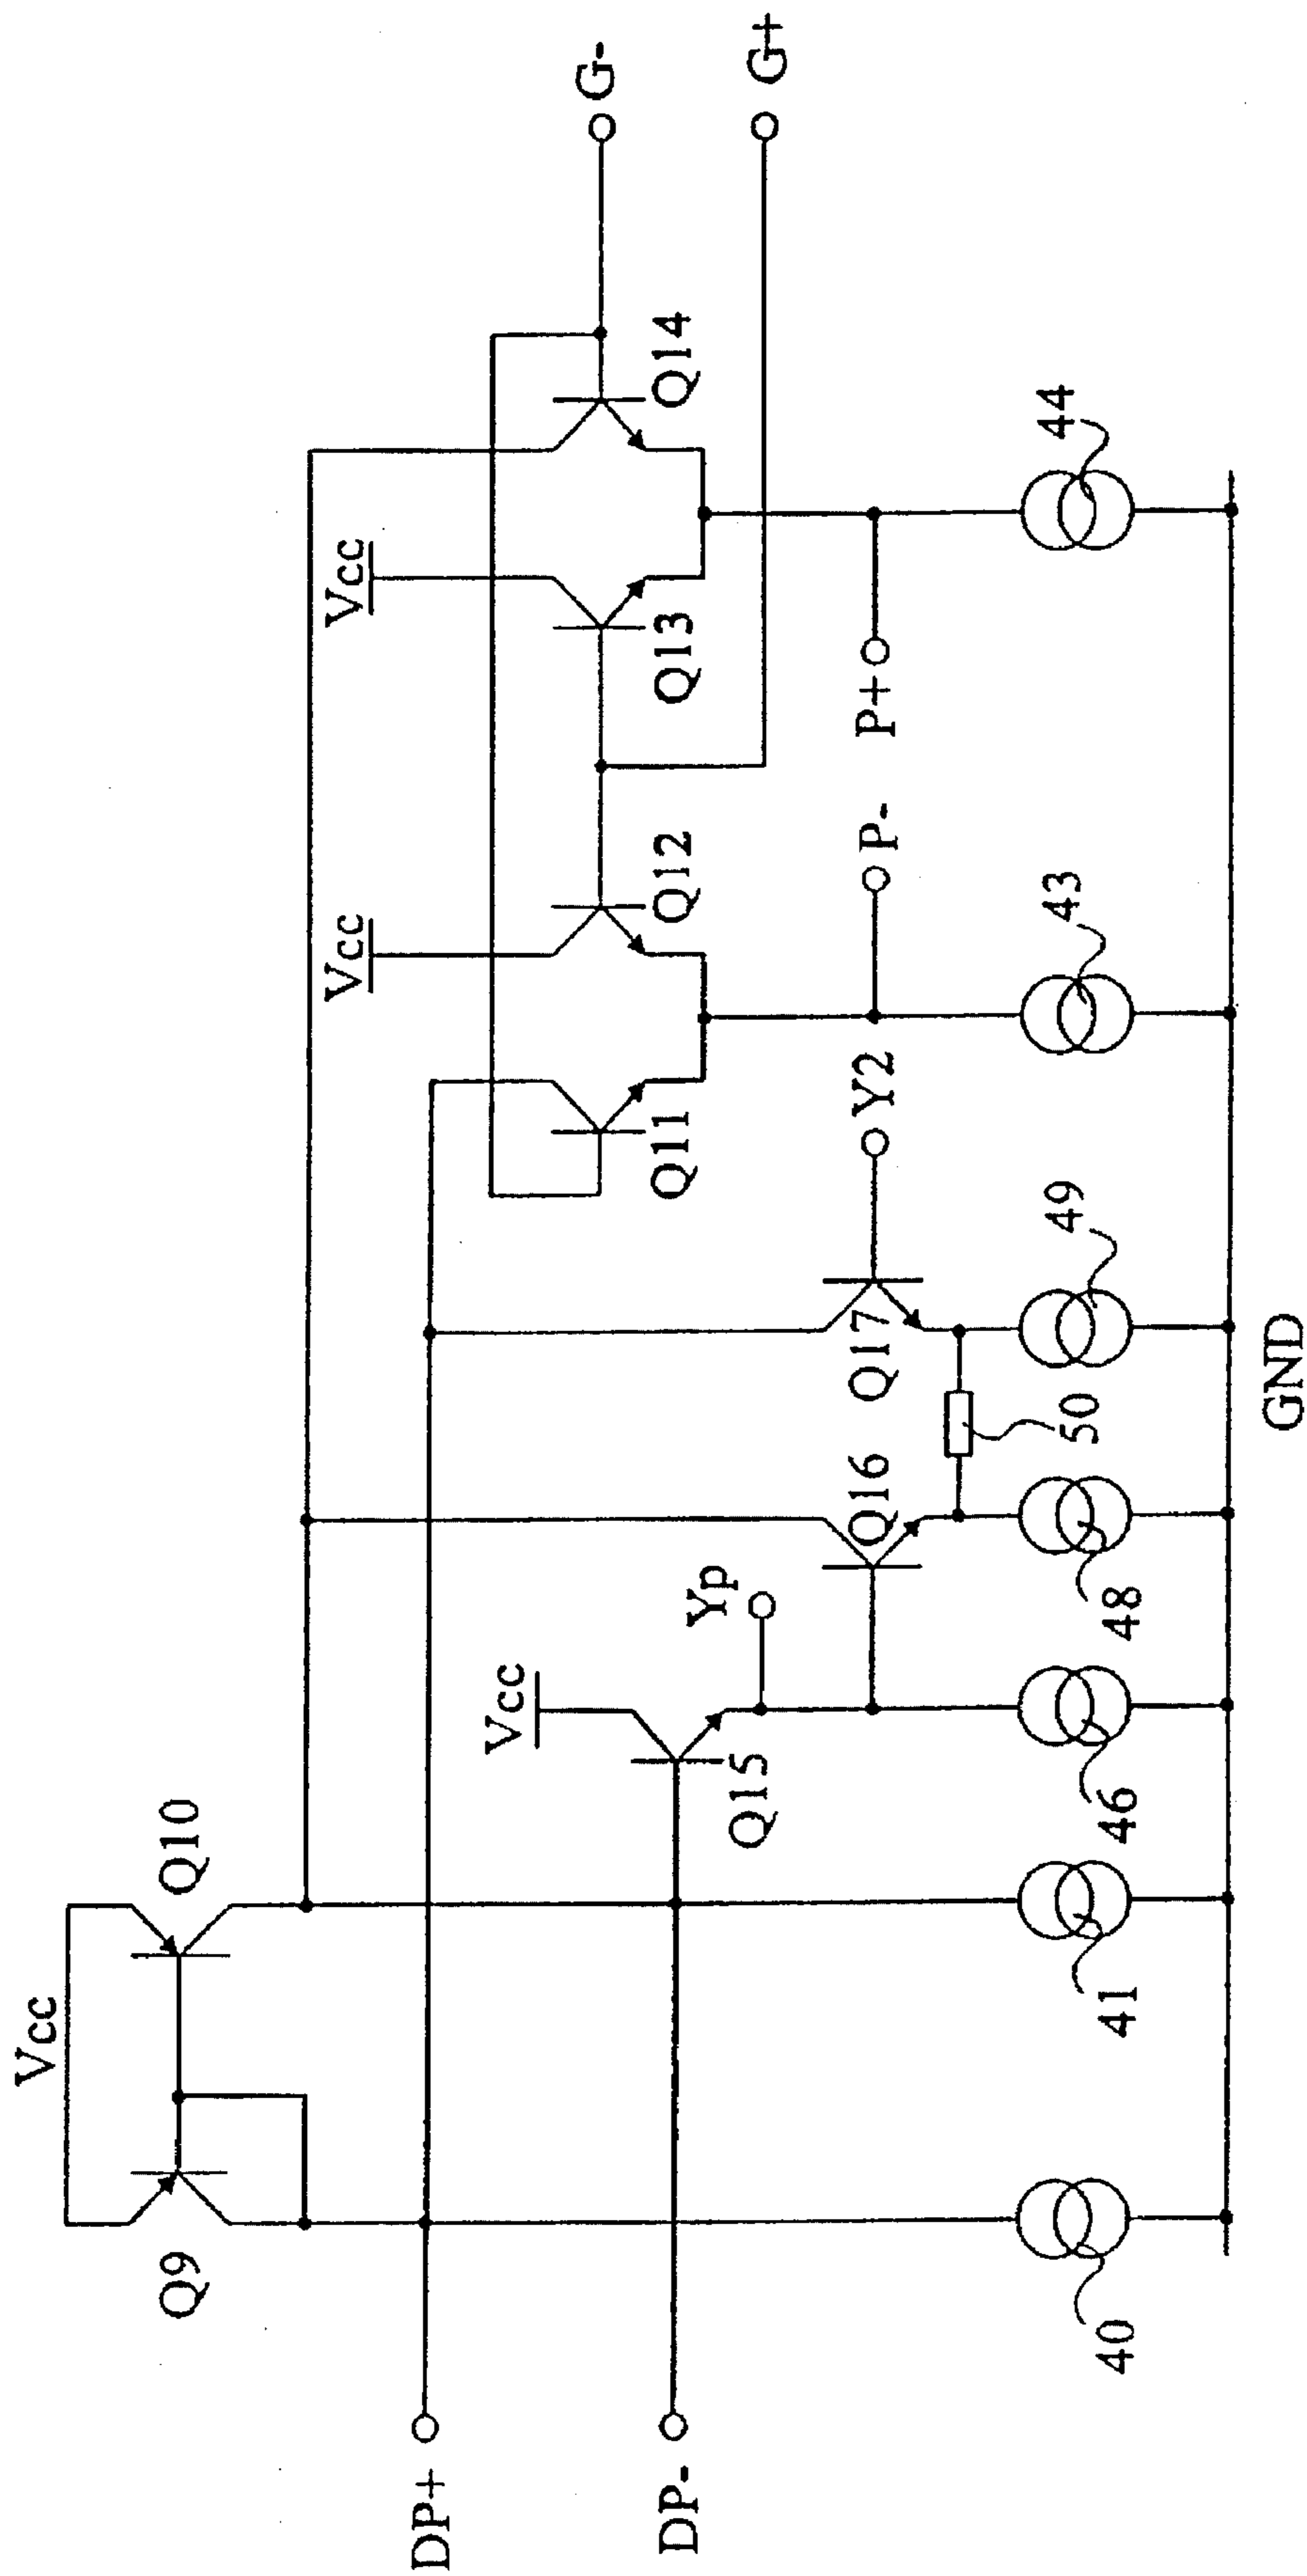 Vcc
Q9
Q10
DP+
DP-
Vcc
Q15
Yp
Q16
Q17
Y2
50
Q11
Vcc
Q12
Q13
Vcc
Q14
G-
G+
P-
P+
40
41
46
48
49
43
44
GND